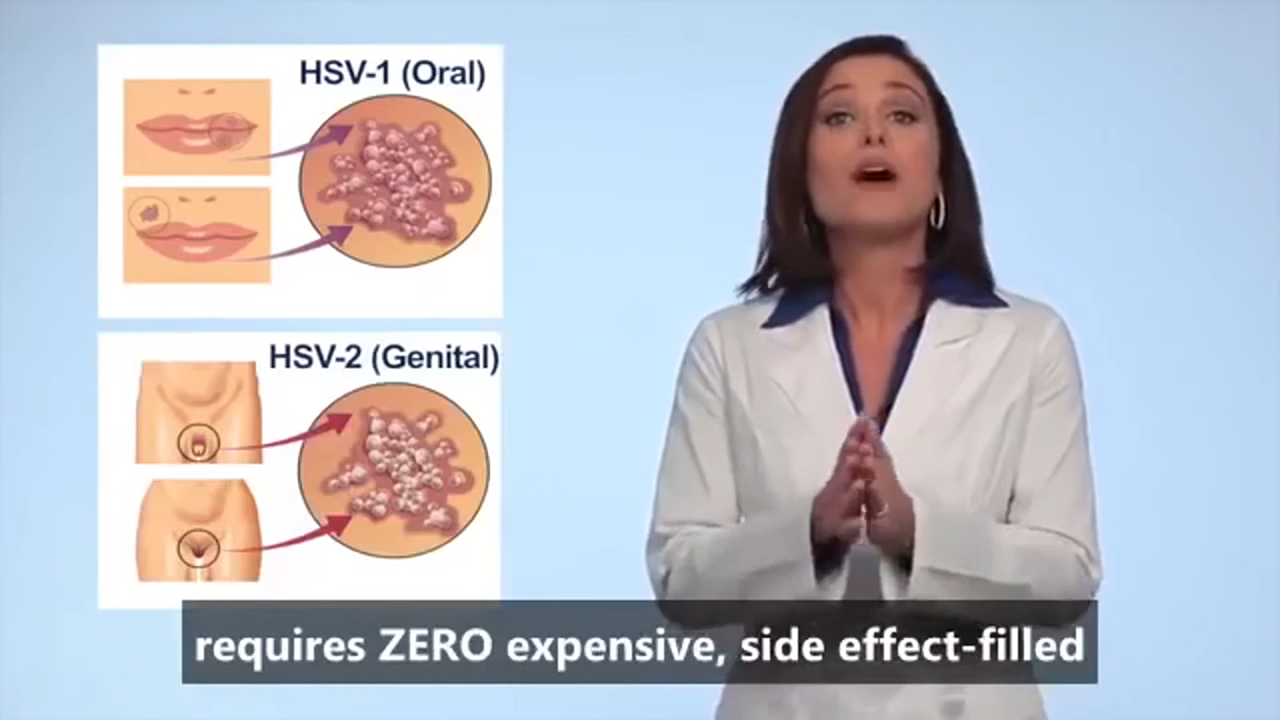 HSV-1 (Oral)
HSV-2 (Genital)
requires ZERO expensive, side effect-filled